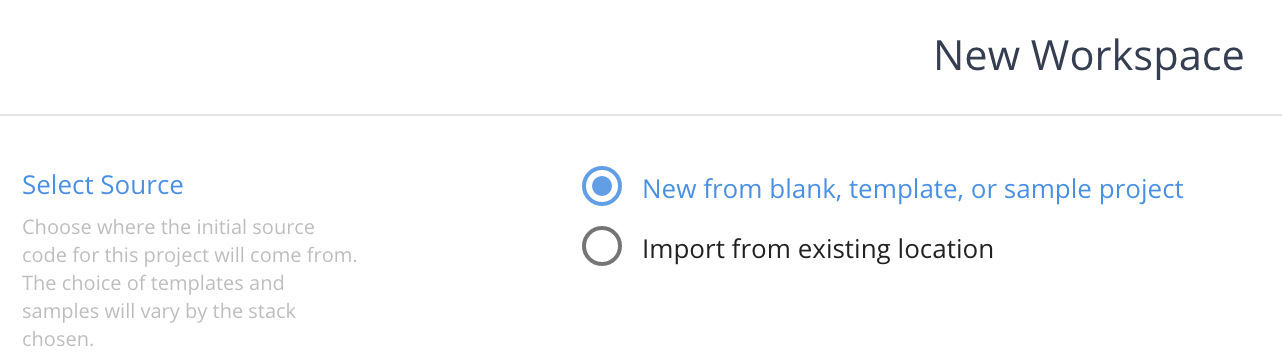 New Workspace
Select Source
Choose where the initial source
code for this project will come from.
The choice of templates and
samples will vary by the stack
chosen.
New from blank, template, or sample project
Import from existing location